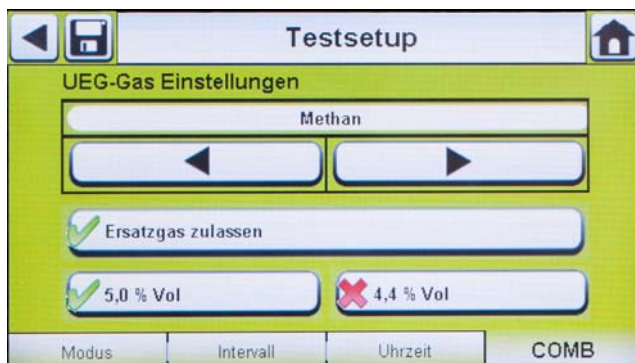 Testsetup
UEG-Gas Einstellungen
Methan
Ersatzgas zulassen
5,0 % Vol
4,4 % Vol
Modus
Intervall
Uhrzeit
COMB